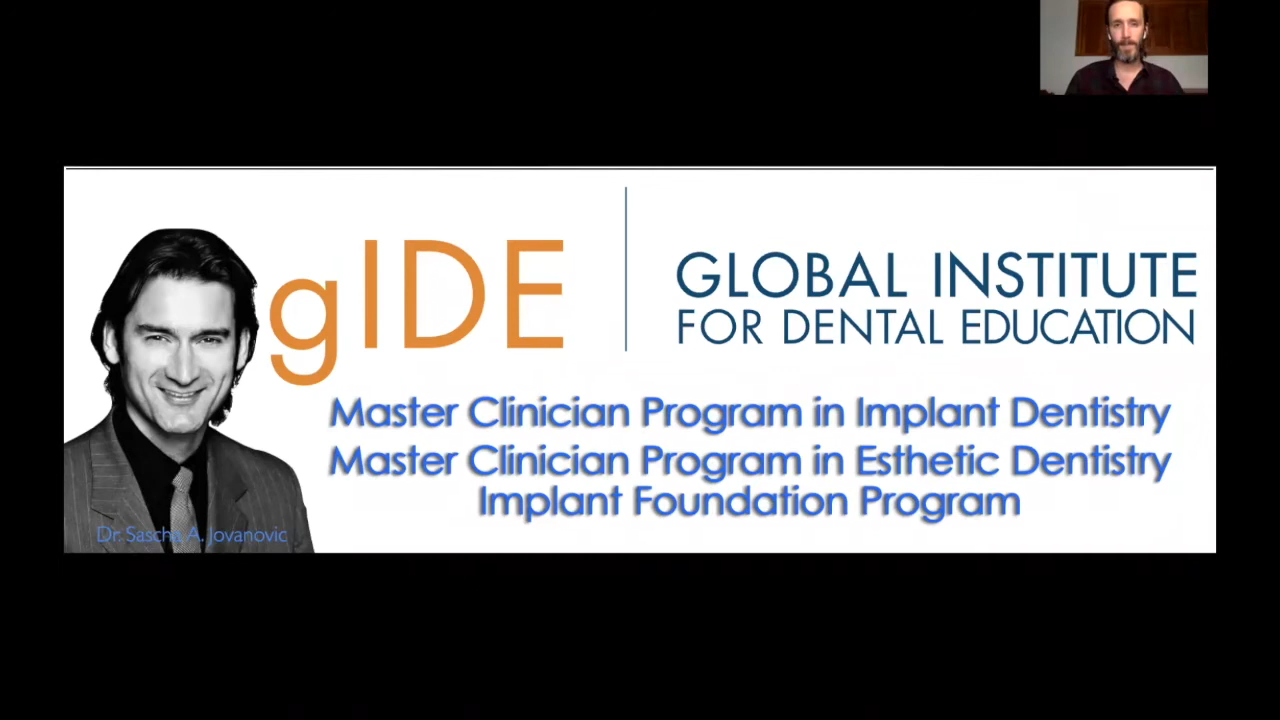 gIDE
GLOBAL INSTITUTE
FOR DENTAL EDUCATION
Master Clinician Program in Implant Dentistry
Master Clinician Program in Esthetic Dentistry
Implant Foundation Program
Dr. Sascha A. Jovanovic